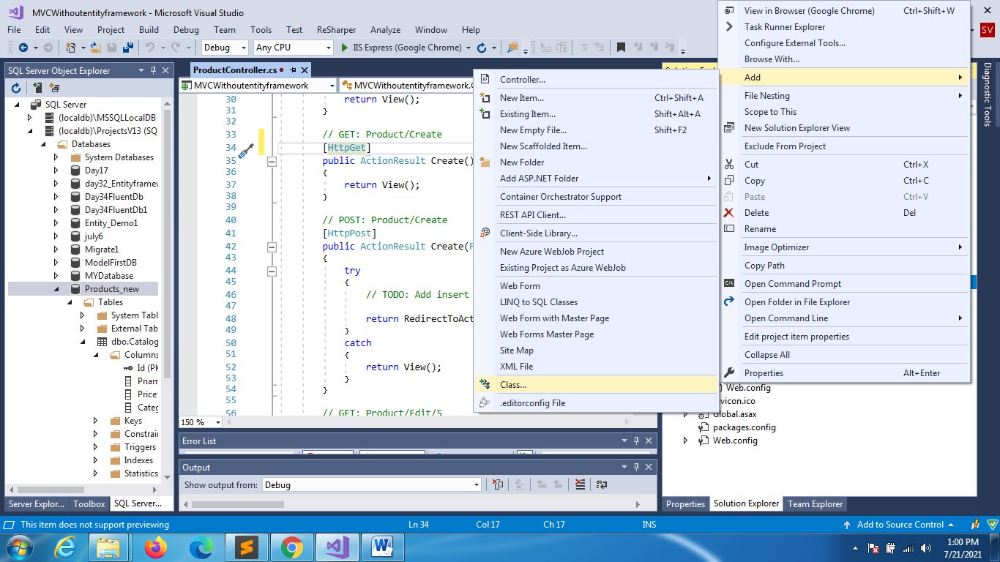 MVCWithoutentityframework - Microsoft Visual Studio
File Edit View Project Build Debug Team Tools Test ReSharper Analyze Window Help
SV
Debug Any CPU IIS Express (Google Chrome)
SQL Server Object Explorer
SQL Server
(localdb)\MSSQLLocalDB
(localdb)\ProjectsV13 (SQ
Databases
System Databases
Day17
day32_Entityframew
Day34FluentDb
Day34FluentDb1
Entity_Demo1
july6
Migrate1
ModelFirstDB
MYDatabase
Products_new
Tables
System Tabl
External Tab
dbo.Catalog
Columns
Id (PK
Pnam
Price
Categ
Keys
Constrain
Triggers
Indexes
Statistics
Server Explor... Toolbox SQL Server...
ProductController.cs
MVCWithoutentityframework MVCWithoutentityframework.
30 return View();
31 }
32
33 // GET: Product/Create
34 [HttpGet]
35 public ActionResult Create()
36 {
37 return View();
38 }
39
40 // POST: Product/Create
41 [HttpPost]
42 public ActionResult Create(F
43 {
44 try
45 {
46 // TODO: Add insert
47
48 return RedirectToAct
49 }
50 catch
51 {
52 return View();
53 }
54 }
55
56 // GET: Product/Edit/5
150 %
Error List
Output
Show output from: Debug
Controller...
New Item... Ctrl+Shift+A
Existing Item... Shift+Alt+A
New Empty File... Shift+F2
New Scaffolded Item...
New Folder
Add ASP.NET Folder
Container Orchestrator Support
REST API Client...
Client-Side Library...
New Azure WebJob Project
Existing Project as Azure WebJob
Web Form
LINQ to SQL Classes
Web Form with Master Page
Web Forms Master Page
Site Map
XML File
Class...
.editorconfig File
View in Browser (Google Chrome) Ctrl+Shift+W
Task Runner Explorer
Configure External Tools...
Browse With...
Add
File Nesting
Scope to This
New Solution Explorer View
Exclude From Project
Cut Ctrl+X
Copy Ctrl+C
Paste Ctrl+V
Delete Del
Rename
Image Optimizer
Copy Path
Open Command Prompt
Open Folder in File Explorer
Open Command Line
Edit project item properties
Collapse All
Properties Alt+Enter
Web.config
Global.asax
packages.config
Web.config
Properties Solution Explorer Team Explorer
Diagnostic Tools
This item does not support previewing Ln 34 Col 17 Ch 17 INS Add to Source Control
1:00 PM
7/21/2021